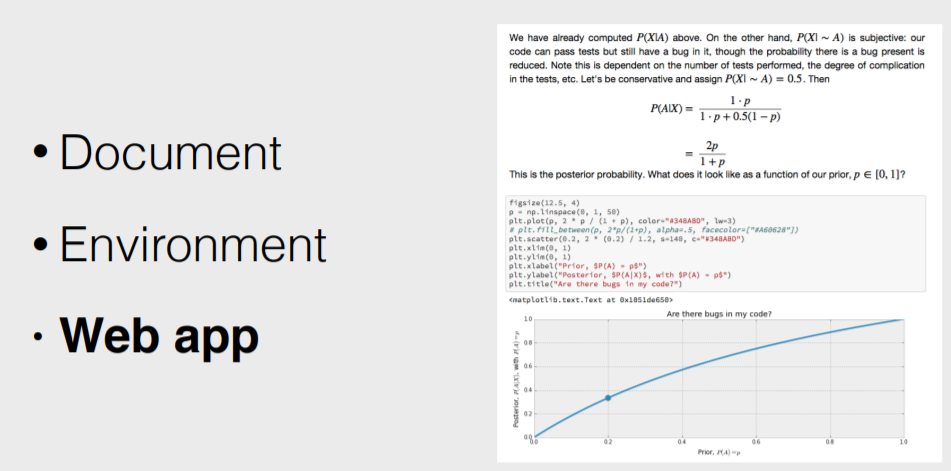 • Document
• Environment
• Web app
We have already computed P(X|A) above. On the other hand, P(X| ~ A) is subjective: our
code can pass tests but still have a bug in it, though the probability there is a bug present is
reduced. Note this is dependent on the number of tests performed, the degree of complication
in the tests, etc. Let's be conservative and assign P(X| ~ A) = 0.5. Then
P(A|X) = 1 · p / 1 · p + 0.5(1 − p)
= 2p / 1 + p
This is the posterior probability. What does it look like as a function of our prior, p ∈ [0, 1]?
figsize(12.5, 4)
p = np.linspace(0, 1, 50)
plt.plot(p, 2 * p / (1 + p), color="#348ABD", lw=3)
# plt.fill_between(p, 2*p/(1+p), alpha=.5, facecolor=["#A60628"])
plt.scatter(0.2, 2 * (0.2) / 1.2, s=140, c="#348ABD")
plt.xlim(0, 1)
plt.ylim(0, 1)
plt.xlabel("Prior, $P(A) = p$")
plt.ylabel("Posterior, $P(A|X)$, with $P(A) = p$")
plt.title("Are there bugs in my code?")
<matplotlib.text.Text at 0x1051de650>
Are there bugs in my code?
1.0
0.8
0.6
0.4
0.2
0.0
Posterior, P(A|X), with P(A) = p
0.0 0.2 0.4 0.6 0.8 1.0
Prior, P(A) = p